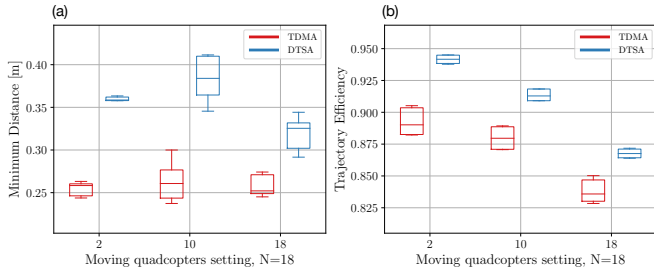 (a)
TDMA
DTSA
0.40
0.35
0.30
0.25
Minimum Distance [m]
2
10
18
Moving quadcopters setting, N=18
(b)
TDMA
DTSA
0.950
0.925
0.900
0.875
0.850
0.825
Trajectory Efficiency
2
10
18
Moving quadcopters setting, N=18